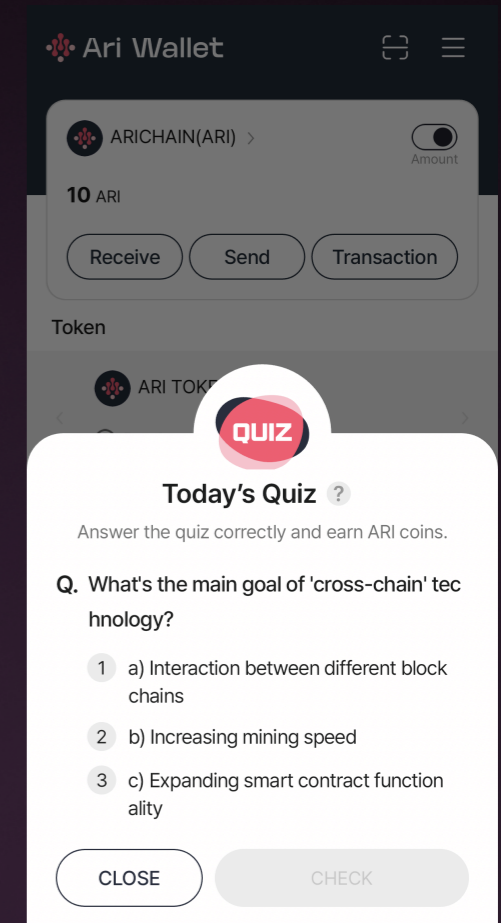 Ari Wallet
ARICHAIN(ARI)
Amount
10 ARI
Receive
Send
Transaction
Token
ARI TOKE
QUIZ
Today's Quiz ?
Answer the quiz correctly and earn ARI coins.
Q. What's the main goal of 'cross-chain' tec
hnology?
1 a) Interaction between different block
chains
2 b) Increasing mining speed
3 c) Expanding smart contract function
ality
CLOSE
CHECK